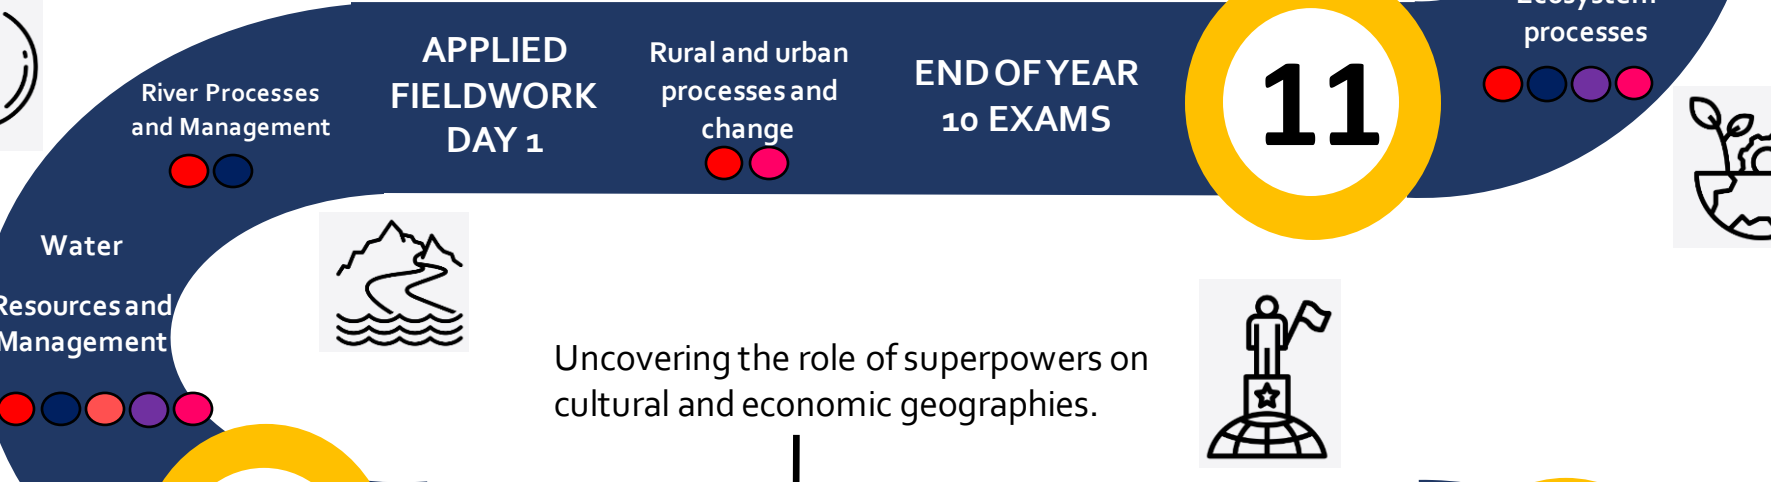 Ecosystem
processes
11
END OF YEAR
10 EXAMS
Rural and urban
processes and
change
APPLIED
FIELDWORK
DAY 1
River Processes
and Management
Water
Resources and
Management
Uncovering the role of superpowers on
cultural and economic geographies.